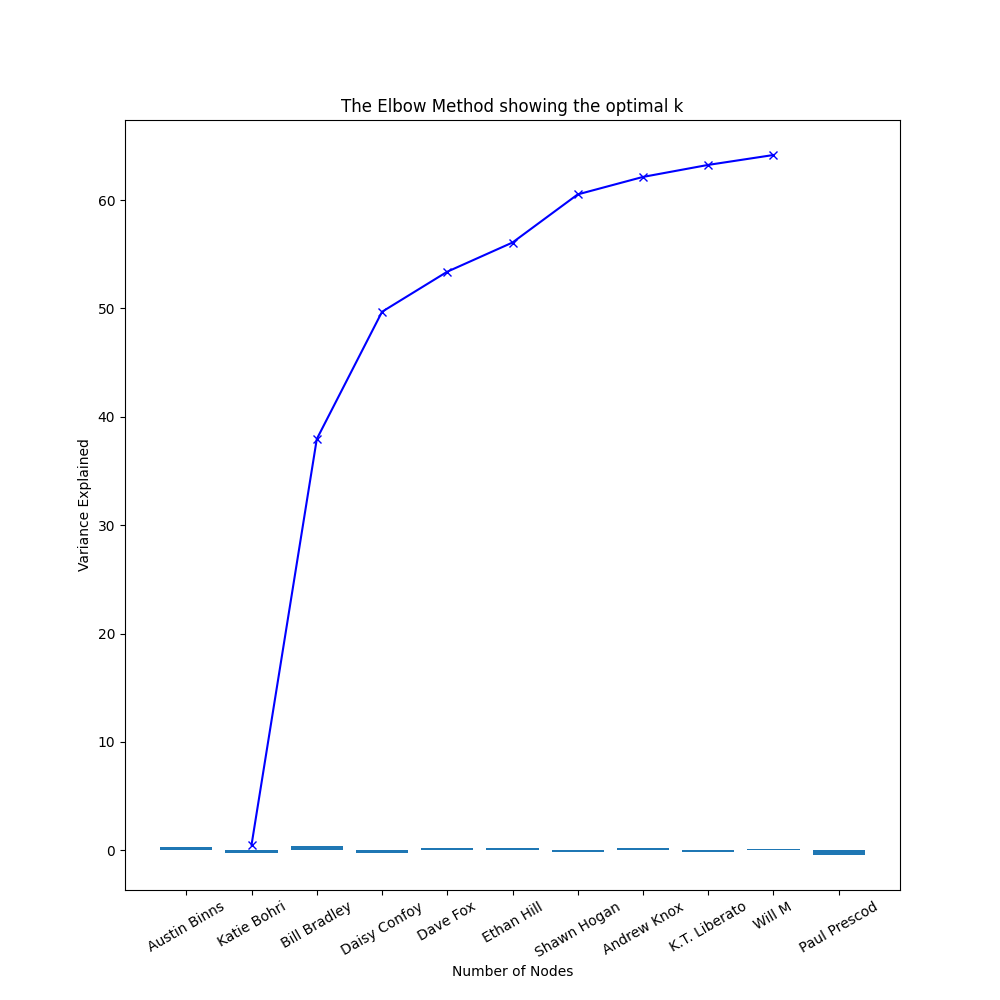 The Elbow Method showing the optimal k
Variance Explained
60
50
40
30
20
10
0
Austin Binns
Katie Bohri
Bill Bradley
Daisy Confoy
Dave Fox
Ethan Hill
Shawn Hogan
Andrew Knox
K.T. Liberato
Will M
Paul Prescod
Number of Nodes